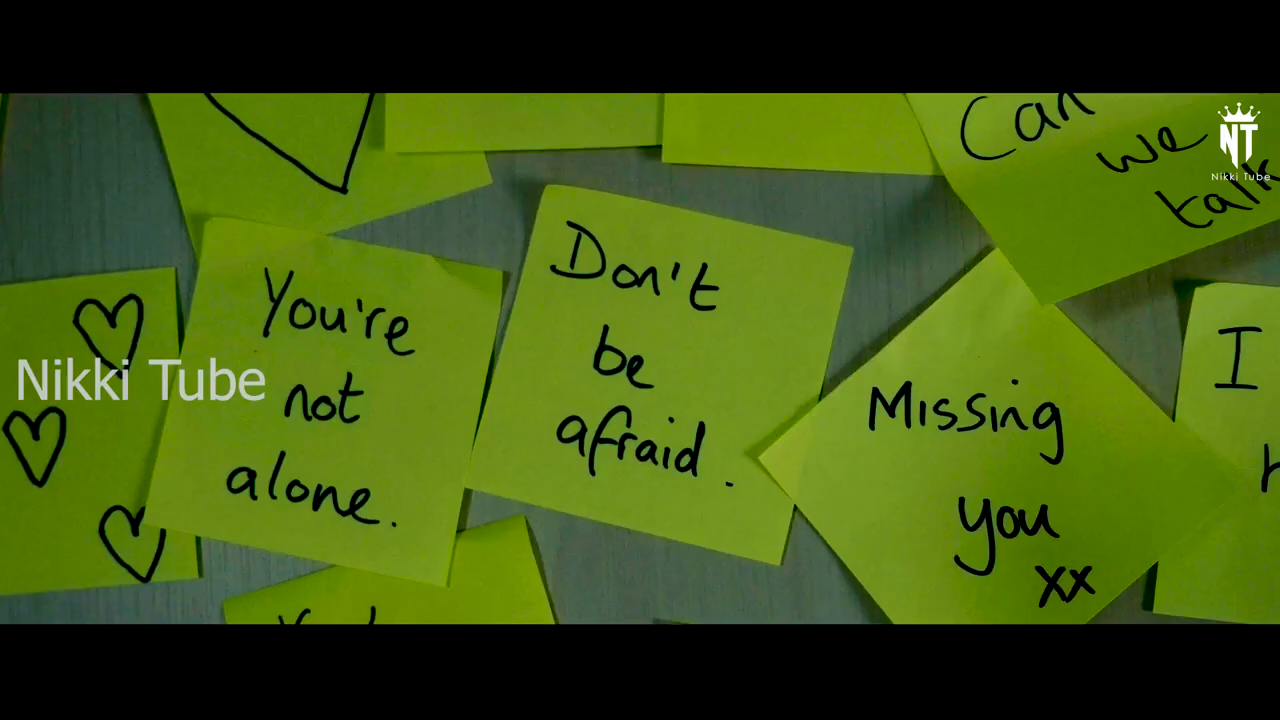 Can
we
talk
NT
Nikki Tube
You're
not
alone.
Don't
be
afraid.
Missing
you
xx
I
Nikki Tube